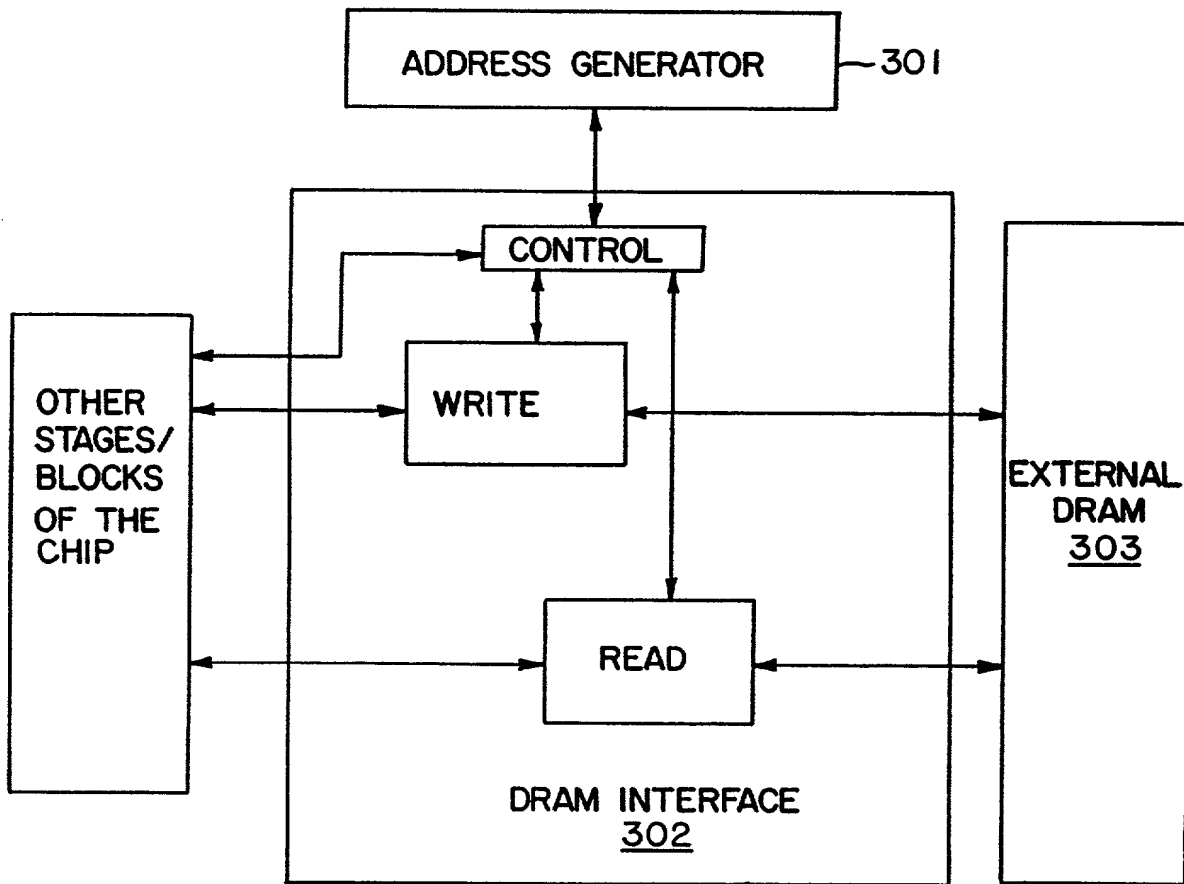 ADDRESS GENERATOR
301
CONTROL
WRITE
READ
OTHER
STAGES/
BLOCKS
OF THE
CHIP
EXTERNAL
DRAM
303
DRAM INTERFACE
302